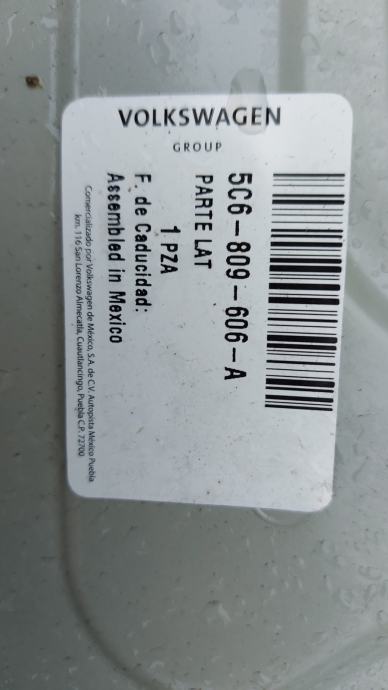 VOLKSWAGEN
GROUP
5C6-809-606-A
PARTE LAT
1 PZA
F. de Caducidad:
Assembled in Mexico
Comercializado por Volkswagen de México, S.A. de C.V. Autopista México Puebla
km. 116 San Lorenzo Almecatla, Cuautlancingo, Puebla C.P. 72700